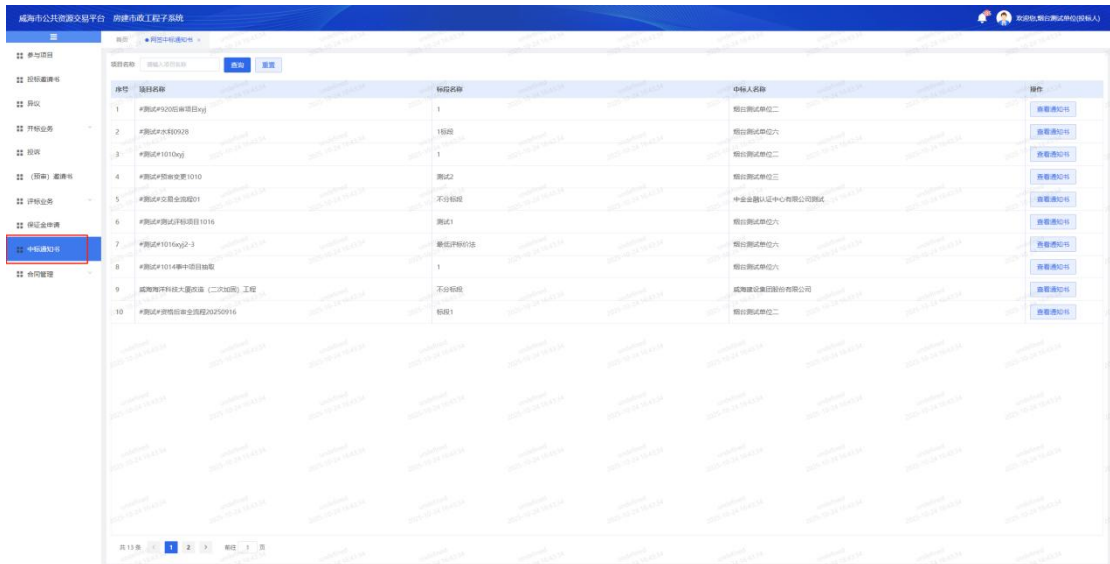 威海市公共资源交易平台 房建市政工程子系统
欢迎您,烟台测试单位(投标人)
首页 网签中标通知书 ×
参与项目
投标邀请书
异议
开标业务
投诉
（预审）邀请书
评标业务
保证金申请
中标通知书
合同管理
项目名称 请输入项目名称 查询 重置
序号 项目名称 标段名称 中标人名称 操作
1 #测试#920后审项目xyj 1 烟台测试单位二 查看通知书
2 #测试#水利0928 1标段 烟台测试单位六 查看通知书
3 #测试#1010xyj 1 烟台测试单位二 查看通知书
4 #测试#预审变更1010 测试2 烟台测试单位三 查看通知书
5 #测试#交易全流程01 不分标段 中金金融认证中心有限公司测试 查看通知书
6 #测试#测试评标项目1016 测试1 烟台测试单位六 查看通知书
7 #测试#1016xyj2-3 最低评标价法 烟台测试单位六 查看通知书
8 #测试#1014事中项目抽取 1 烟台测试单位六 查看通知书
9 威海海洋科技大厦改造（二次加固）工程 不分标段 威海建设集团股份有限公司 查看通知书
10 #测试#资格后审全流程20250916 标段1 烟台测试单位二 查看通知书
共 13 条 1 2 前往 1 页